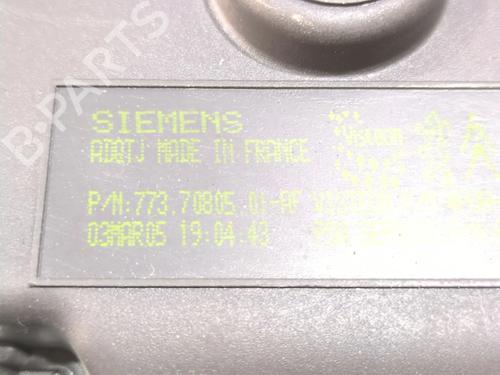 B-PARTS
SIEMENS
ADQTJ MADE IN FRANCE
P/N:773.70805.01-AF
03MAR05 19:04:43